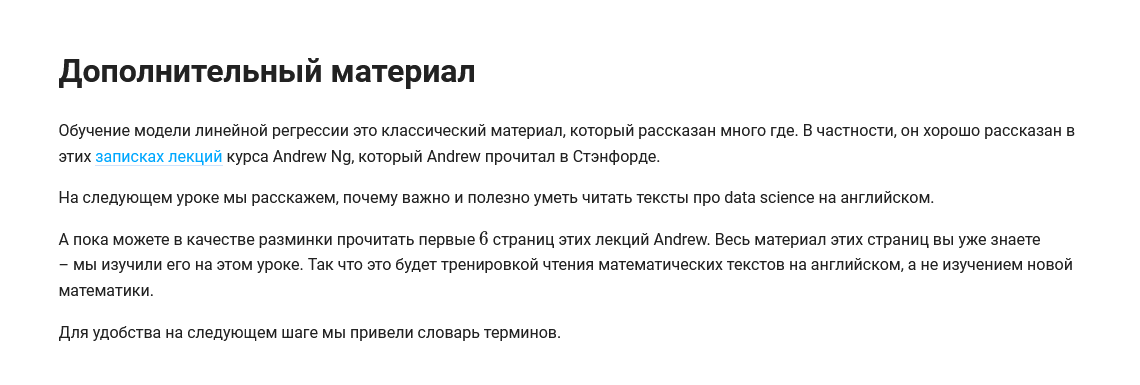 Дополнительный материал
Обучение модели линейной регрессии это классический материал, который рассказан много где. В частности, он хорошо рассказан в
этих записках лекций курса Andrew Ng, который Andrew прочитал в Стэнфорде.
На следующем уроке мы расскажем, почему важно и полезно уметь читать тексты про data science на английском.
А пока можете в качестве разминки прочитать первые 6 страниц этих лекций Andrew. Весь материал этих страниц вы уже знаете
– мы изучили его на этом уроке. Так что это будет тренировкой чтения математических текстов на английском, а не изучением новой
математики.
Для удобства на следующем шаге мы привели словарь терминов.